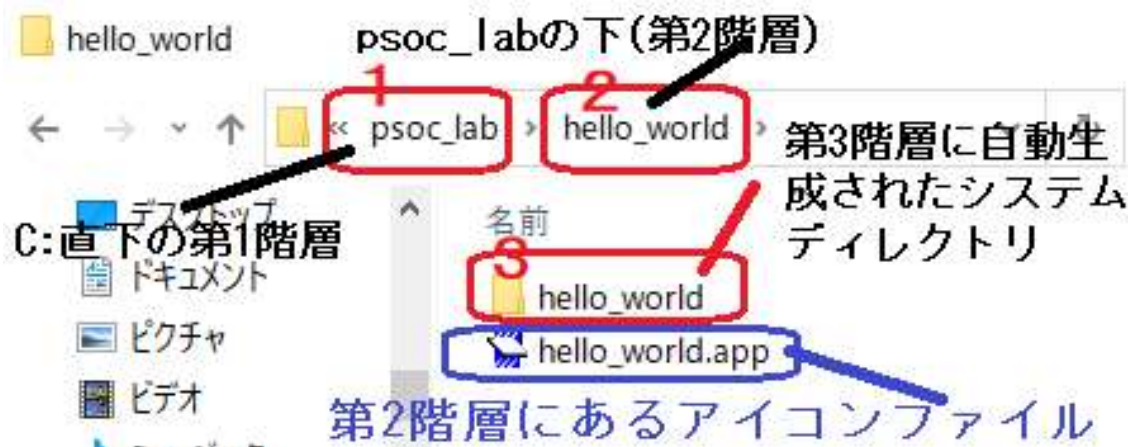 hello_world
psoc_labの下(第2階層)
1
2
« psoc_lab › hello_world ›
第3階層に自動生
成されたシステム
ディレクトリ
デスクトップ
C:直下の第1階層
名前
ドキュメント
3
hello_world
ピクチャ
hello_world.app
ビデオ
第2階層にあるアイコンファイル